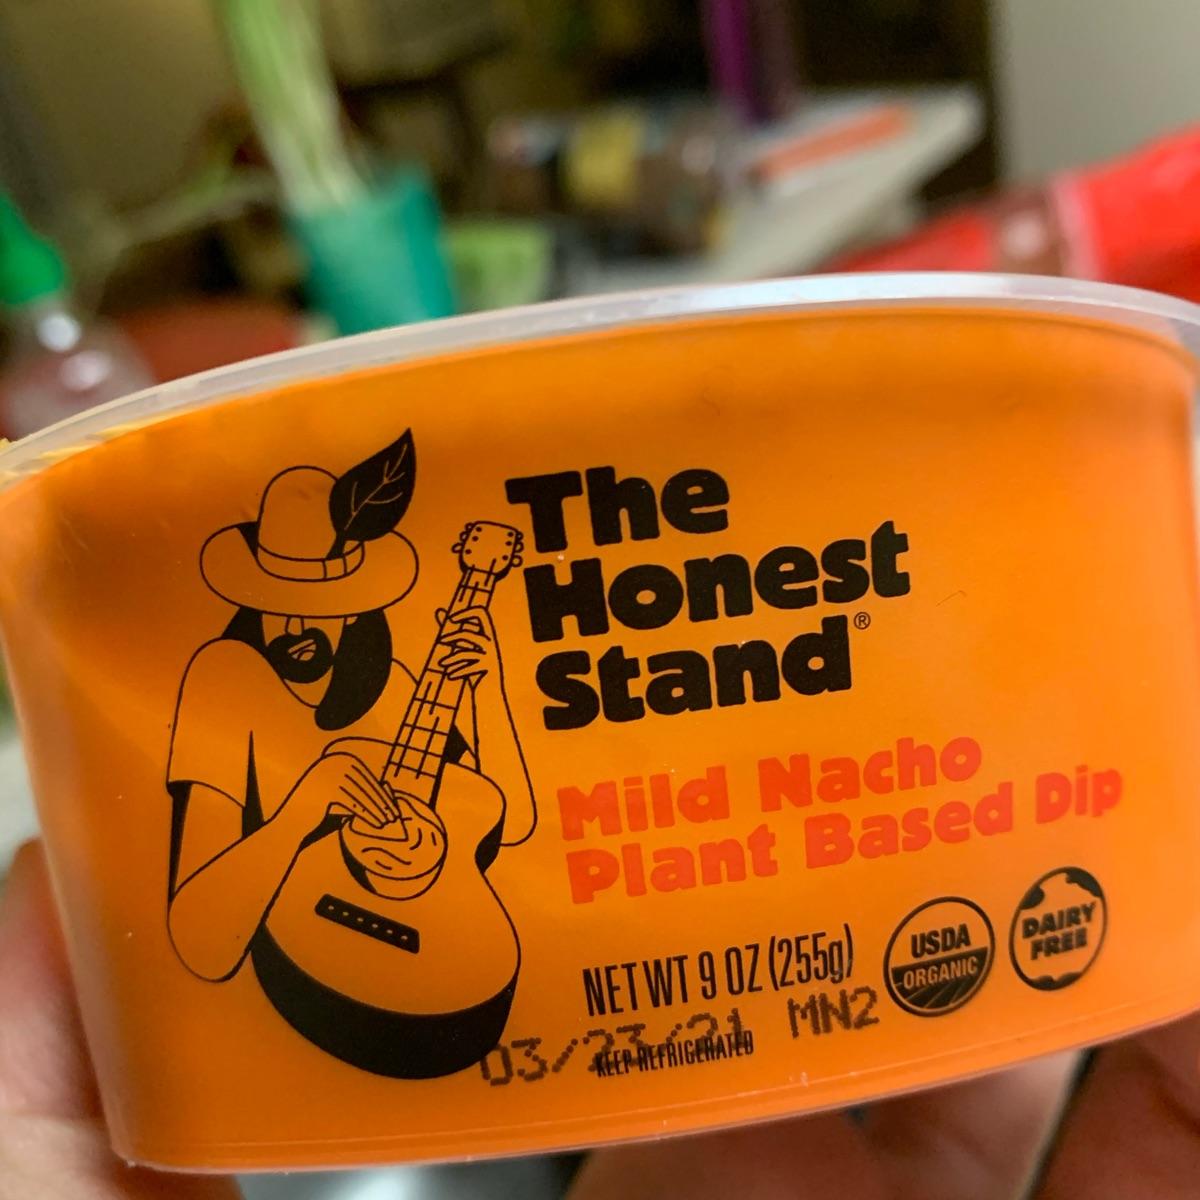 The
Honest
Stand®
Mild Nacho
Plant Based Dip
NET WT 9 OZ (255g)
USDA
ORGANIC
DAIRY
FREE
03/23/21 MN2
KEEP REFRIGERATED